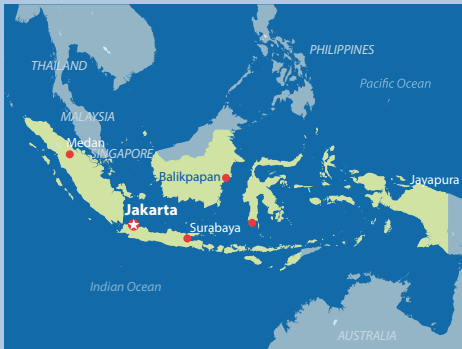 PHILIPPINES
THAILAND
Pacific Ocean
MALAYSIA
Medan
SINGAPORE
Balikpapan
Jayapura
Jakarta
Surabaya
Indian Ocean
AUSTRALIA